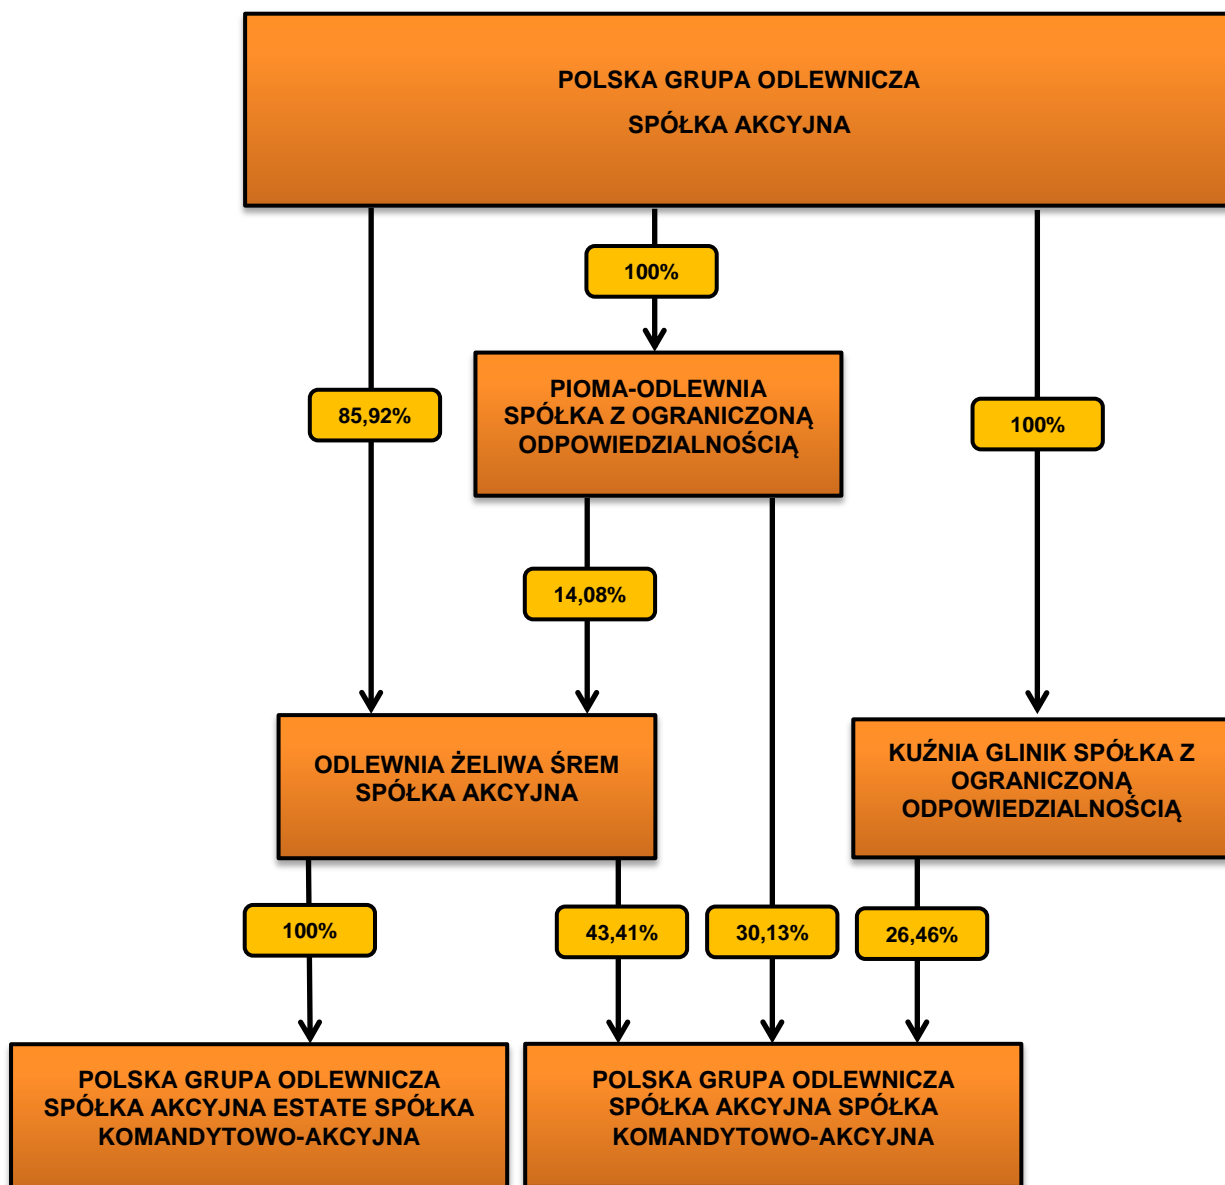 POLSKA GRUPA ODLEWNICZA
SPÓŁKA AKCYJNA
100%
PIOMA-ODLEWNIA
SPÓŁKA Z OGRANICZONĄ
ODPOWIEDZIALNOŚCIĄ
85,92%
100%
14,08%
ODLEWNIA ŻELIWA ŚREM
SPÓŁKA AKCYJNA
KUŹNIA GLINIK SPÓŁKA Z
OGRANICZONĄ
ODPOWIEDZIALNOŚCIĄ
100%
43,41%
30,13%
26,46%
POLSKA GRUPA ODLEWNICZA
SPÓŁKA AKCYJNA ESTATE SPÓŁKA
KOMANDYTOWO-AKCYJNA
POLSKA GRUPA ODLEWNICZA
SPÓŁKA AKCYJNA SPÓŁKA
KOMANDYTOWO-AKCYJNA